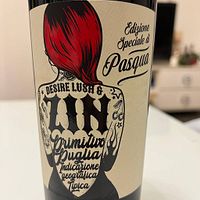 Edizione
Speciale di
Pasqua
DESIRE LUSH &
ZIN
Primitivo
Puglia
Indicazione
geografica
Tipica